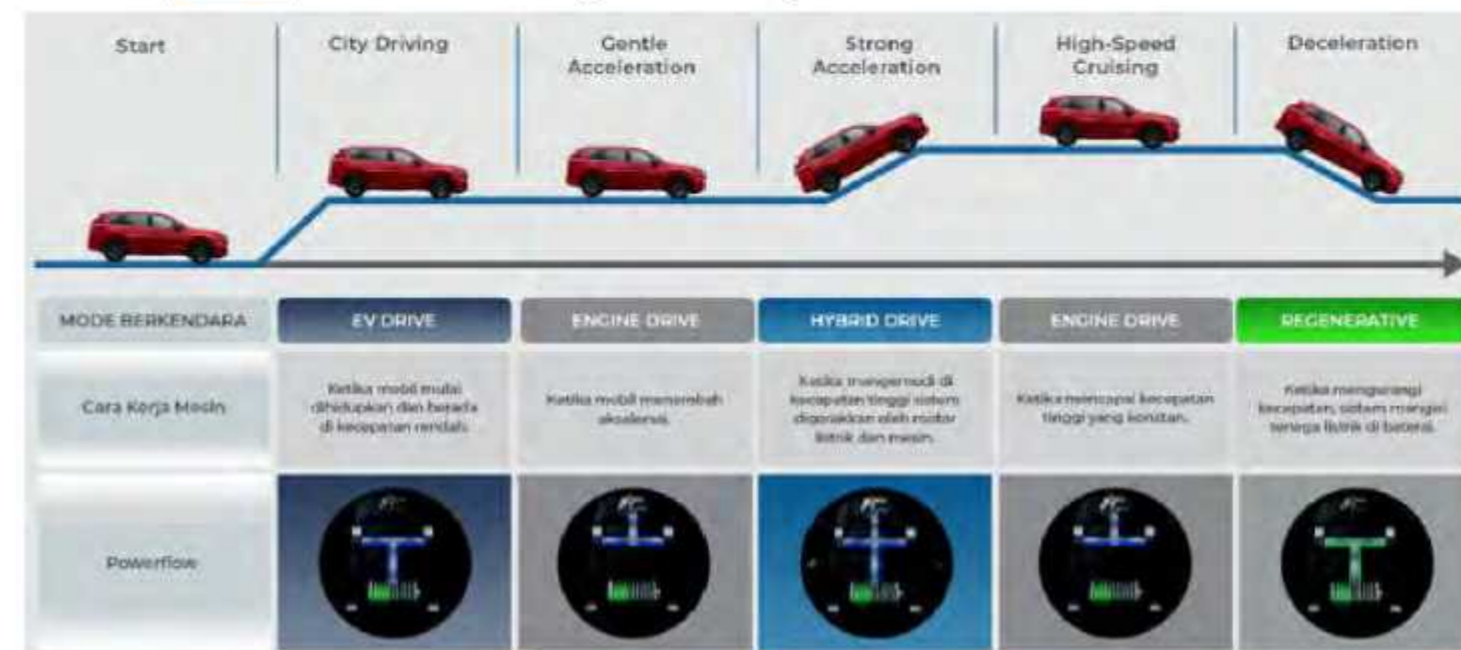 Start
City Driving
Gentle
Acceleration
Strong
Acceleration
High-Speed
Cruising
Deceleration
MODE BERKENDARA
EV DRIVE
ENGINE DRIVE
HYBRID DRIVE
ENGINE DRIVE
REGENERATIVE
Cara Kerja Mesin
Ketika mobil mulai
dihidupkan dan berada
di kecepatan rendah.
Ketika mobil menambah
akselerasi.
Ketika mengemudi di
kecepatan tinggi sistem
digerakkan oleh motor
listrik dan mesin.
Ketika mencapai kecepatan
tinggi yang konstan.
Ketika mengurangi
kecepatan, sistem mengisi
tenaga listrik di baterai.
Powerflow